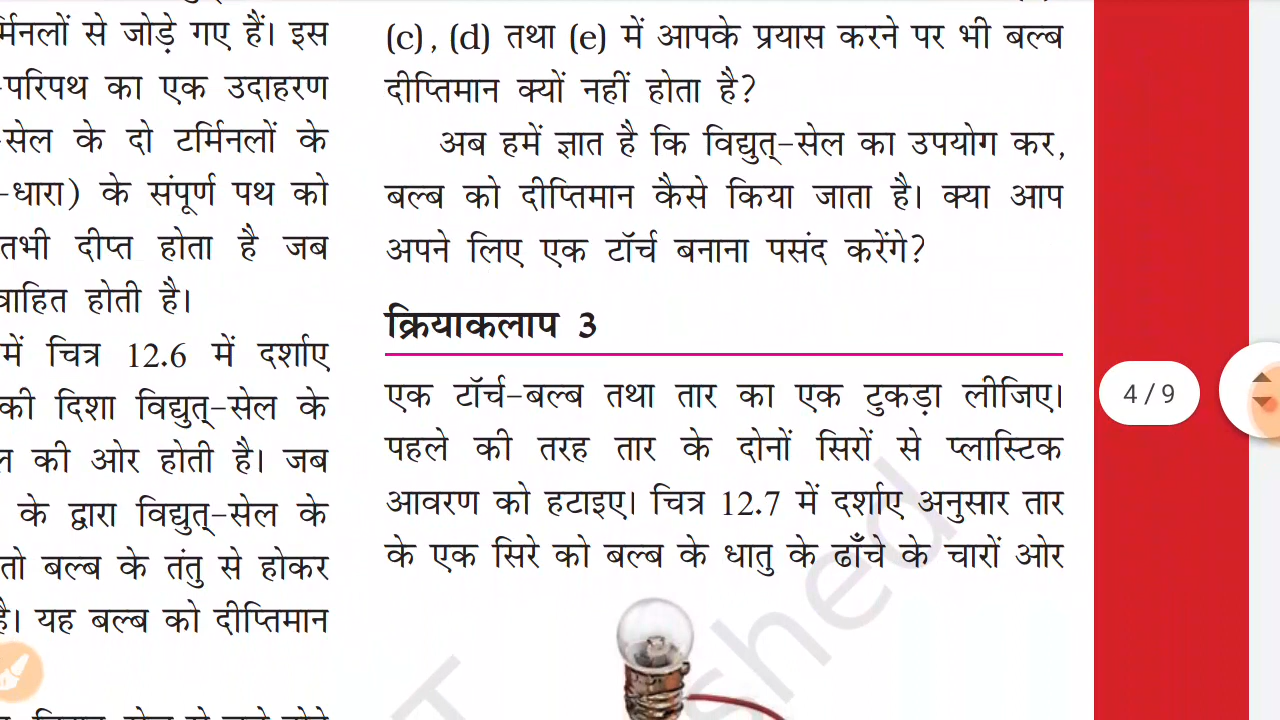 र्मिनलों से जोड़े गए हैं। इस
-परिपथ का एक उदाहरण
-सेल के दो टर्मिनलों के
-धारा) के संपूर्ण पथ को
तभी दीप्त होता है जब
वाहित होती है।
में चित्र 12.6 में दर्शाए
की दिशा विद्युत्-सेल के
ल की ओर होती है। जब
के द्वारा विद्युत्-सेल के
तो बल्ब के तंतु से होकर
है। यह बल्ब को दीप्तिमान
(c), (d) तथा (e) में आपके प्रयास करने पर भी बल्ब
दीप्तिमान क्यों नहीं होता है?
अब हमें ज्ञात है कि विद्युत्-सेल का उपयोग कर,
बल्ब को दीप्तिमान कैसे किया जाता है। क्या आप
अपने लिए एक टॉर्च बनाना पसंद करेंगे?
क्रियाकलाप 3
एक टॉर्च-बल्ब तथा तार का एक टुकड़ा लीजिए।
पहले की तरह तार के दोनों सिरों से प्लास्टिक
आवरण को हटाइए। चित्र 12.7 में दर्शाए अनुसार तार
के एक सिरे को बल्ब के धातु के ढाँचे के चारों ओर
shed
4 / 9